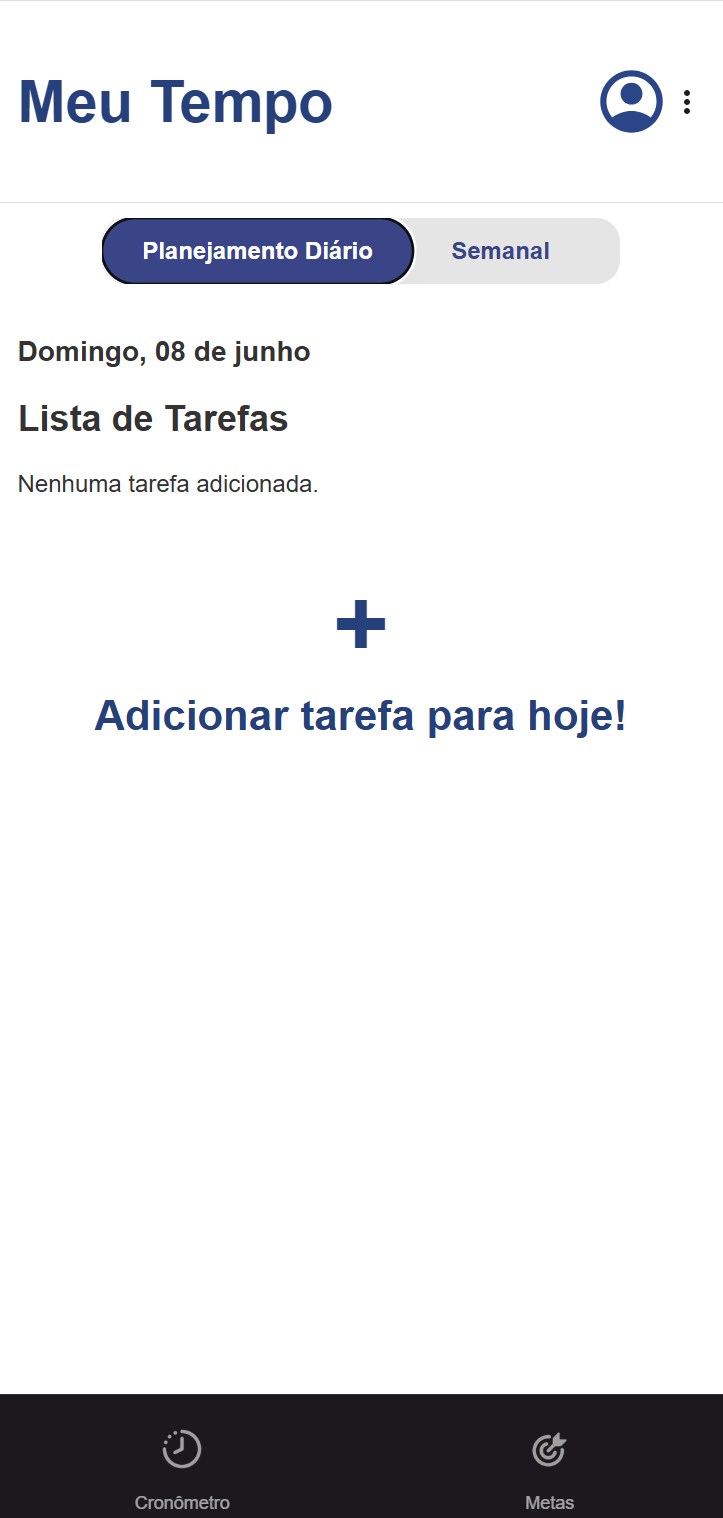 Meu Tempo
Planejamento Diário
Semanal
Domingo, 08 de junho
Lista de Tarefas
Nenhuma tarefa adicionada.
+
Adicionar tarefa para hoje!
Cronômetro
Metas